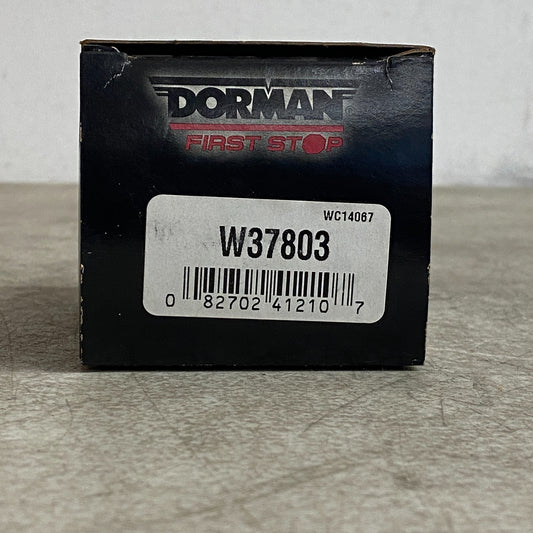 DORMAN
FIRST STOP
WC14067
W37803
0 82702 41210 7